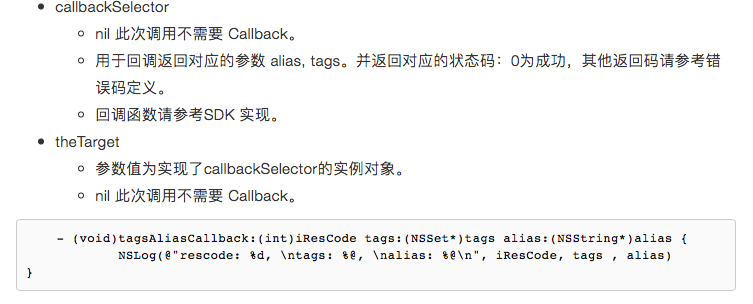 callbackSelector
nil 此次调用不需要 Callback。
用于回调返回对应的参数 alias, tags。并返回对应的状态码：0为成功，其他返回码请参考错
误码定义。
回调函数请参考SDK 实现。
theTarget
参数值为实现了callbackSelector的实例对象。
nil 此次调用不需要 Callback。
- (void)tagsAliasCallback:(int)iResCode tags:(NSSet*)tags alias:(NSString*)alias {
NSLog(@"rescode: %d, \ntags: %@, \nalias: %@\n", iResCode, tags , alias)
}